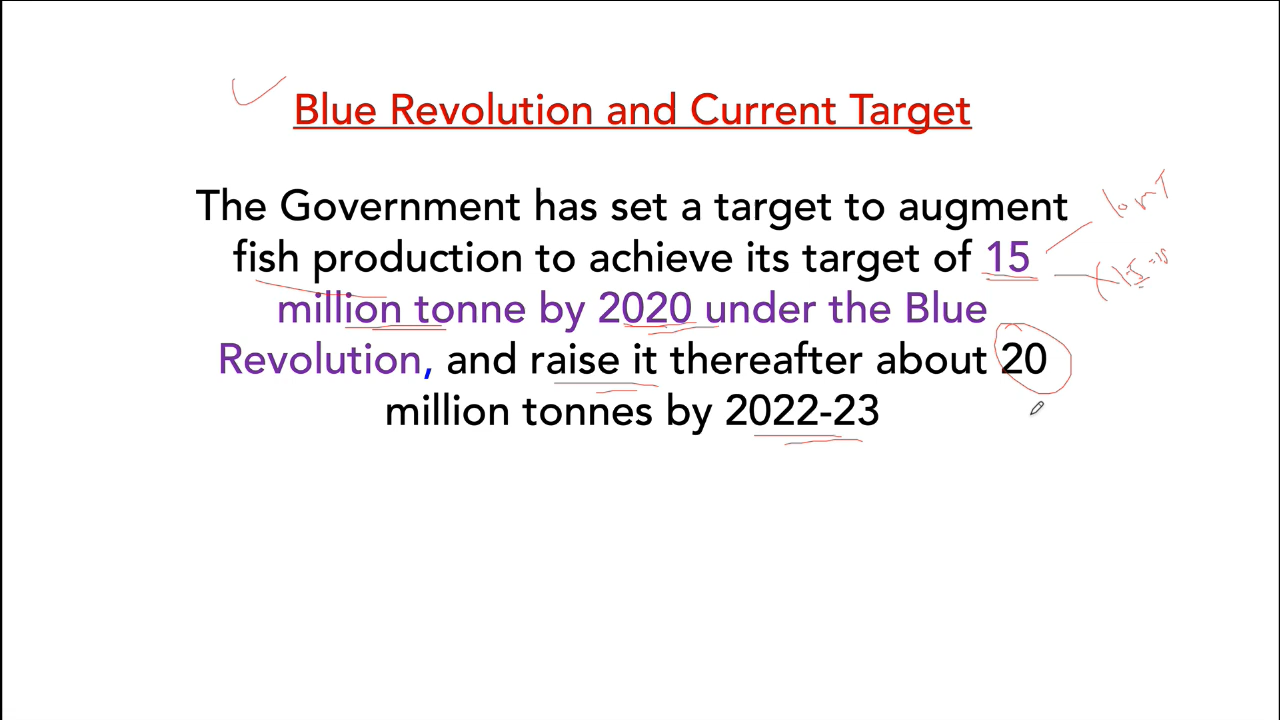 Blue Revolution and Current Target
The Government has set a target to augment
fish production to achieve its target of 15
million tonne by 2020 under the Blue
Revolution, and raise it thereafter about 20
million tonnes by 2022-23